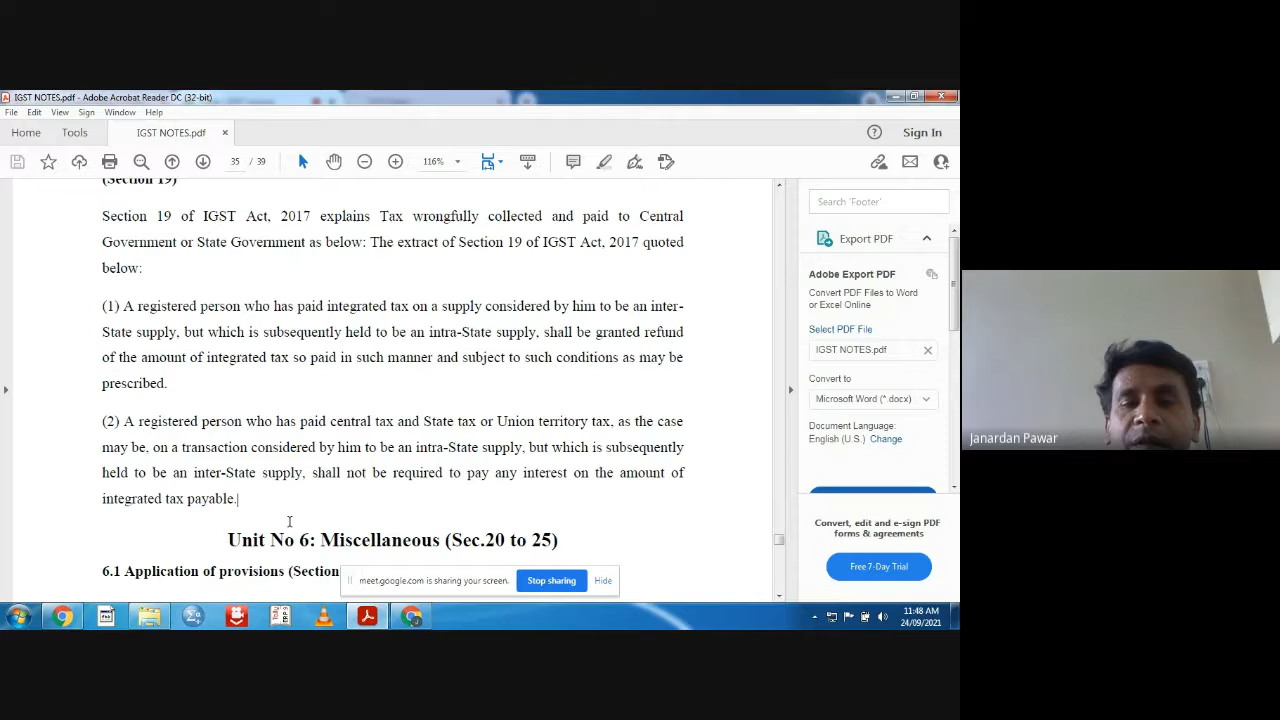 IGST NOTES.pdf - Adobe Acrobat Reader DC (32-bit)
File Edit View Sign Window Help
Home Tools IGST NOTES.pdf × Sign In
35 / 39 116%
(Section 19)
Section 19 of IGST Act, 2017 explains Tax wrongfully collected and paid to Central
Government or State Government as below: The extract of Section 19 of IGST Act, 2017 quoted
below:
(1) A registered person who has paid integrated tax on a supply considered by him to be an inter-
State supply, but which is subsequently held to be an intra-State supply, shall be granted refund
of the amount of integrated tax so paid in such manner and subject to such conditions as may be
prescribed.
(2) A registered person who has paid central tax and State tax or Union territory tax, as the case
may be, on a transaction considered by him to be an intra-State supply, but which is subsequently
held to be an inter-State supply, shall not be required to pay any interest on the amount of
integrated tax payable.
Unit No 6: Miscellaneous (Sec.20 to 25)
6.1 Application of provisions (Section
meet.google.com is sharing your screen. Stop sharing Hide
Search 'Footer'
Export PDF
Adobe Export PDF
Convert PDF Files to Word
or Excel Online
Select PDF File
IGST NOTES.pdf
Convert to
Microsoft Word (*.docx)
Document Language:
English (U.S.) Change
Convert, edit and e-sign PDF
forms & agreements
Free 7-Day Trial
11:48 AM
24/09/2021
Janardan Pawar